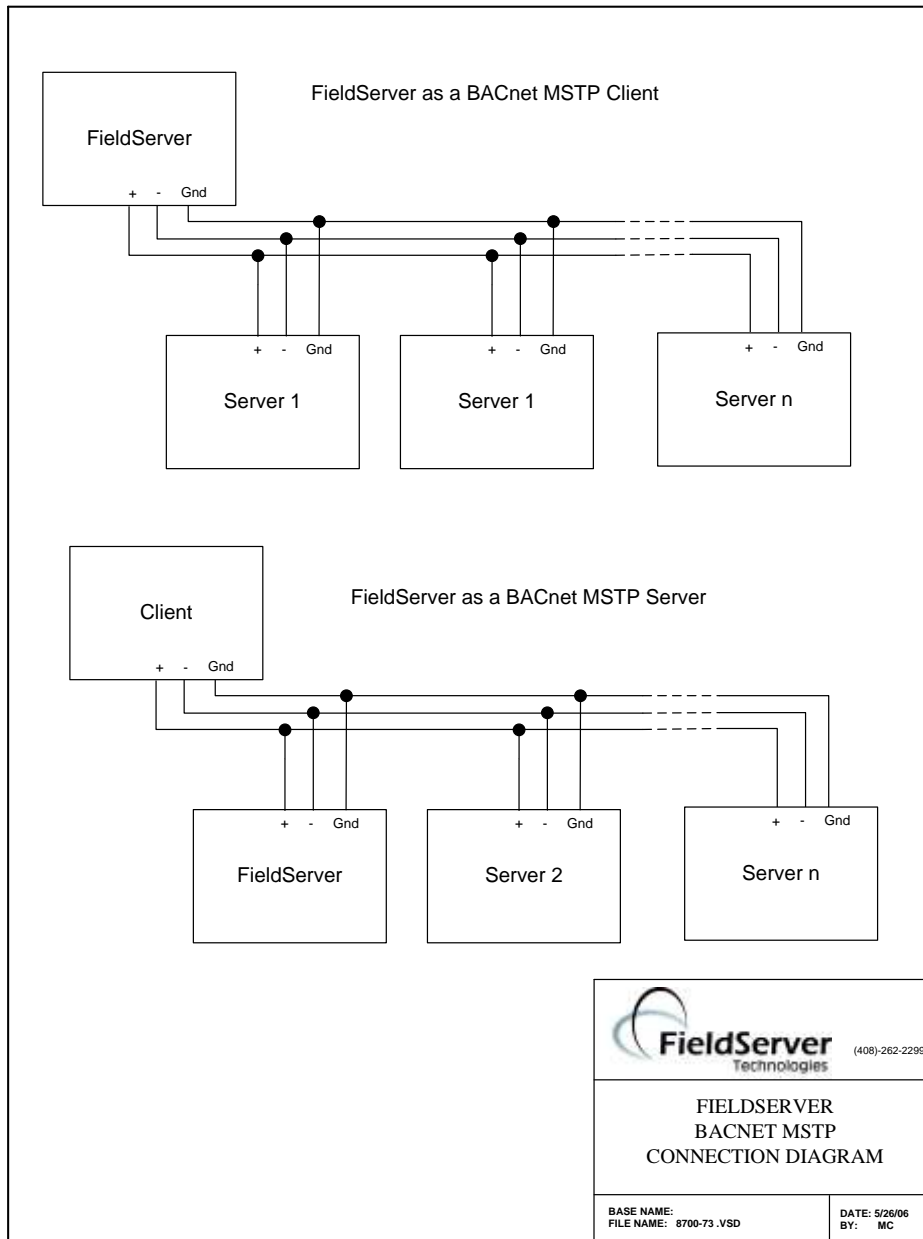 FieldServer as a BACnet MSTP Client
FieldServer
+ - Gnd
+ - Gnd
+ - Gnd
+ - Gnd
Server 1
Server 1
Server n
FieldServer as a BACnet MSTP Server
Client
+ - Gnd
+ - Gnd
+ - Gnd
+ - Gnd
FieldServer
Server 2
Server n
FieldServer
Technologies
(408)-262-2299
FIELDSERVER
BACNET MSTP
CONNECTION DIAGRAM
BASE NAME:
FILE NAME: 8700-73 .VSD
DATE: 5/26/06
BY: MC